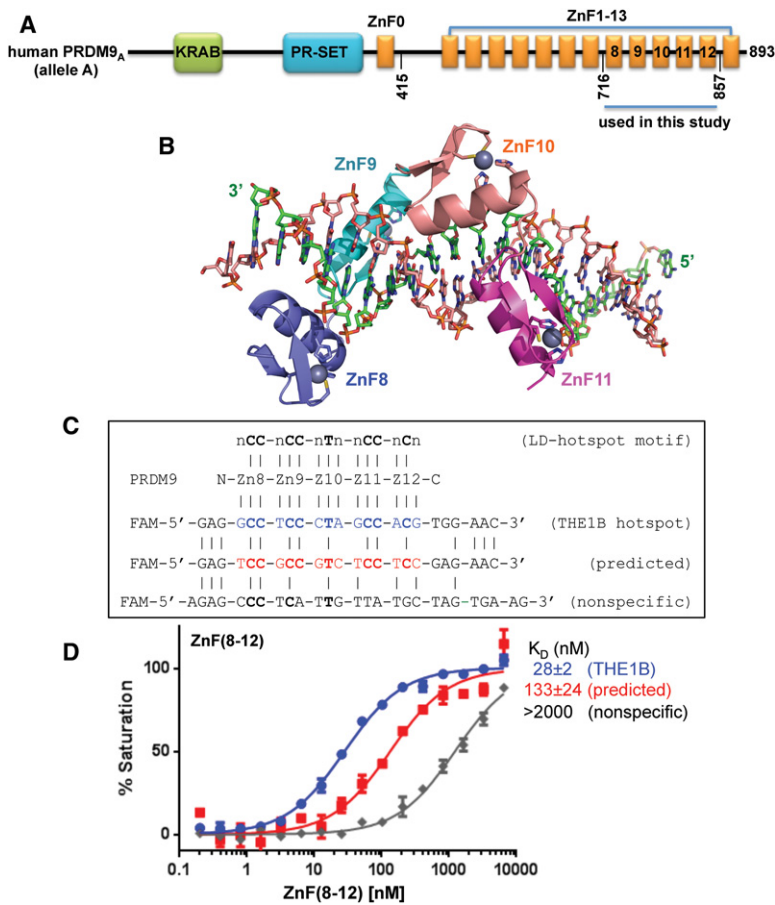 A
ZnF0
ZnF1-13
human PRDM9A
(allele A)
KRAB
PR-SET
8 9 10 11 12
893
415
716
857
used in this study
B
ZnF9
ZnF10
3’
5’
ZnF8
ZnF11
C
nCC-nCC-nTn-nCC-nCn (LD-hotspot motif)
PRDM9 N-Zn8-Zn9-Z10-Z11-Z12-C
FAM-5’-GAG-GCC-TCC-CTA-GCC-ACG-TGG-AAC-3’ (THE1B hotspot)
FAM-5’-GAG-TCC-GCC-GTC-TCC-TCC-GAG-AAC-3’ (predicted)
FAM-5’-AGAG-CCC-TCA-TTG-TTA-TGC-TAG-TGA-AG-3’ (nonspecific)
D
ZnF(8-12)
KD (nM)
28±2 (THE1B)
133±24 (predicted)
>2000 (nonspecific)
100
50
0
% Saturation
0.1 1 10 100 1000 10000
ZnF(8-12) [nM]